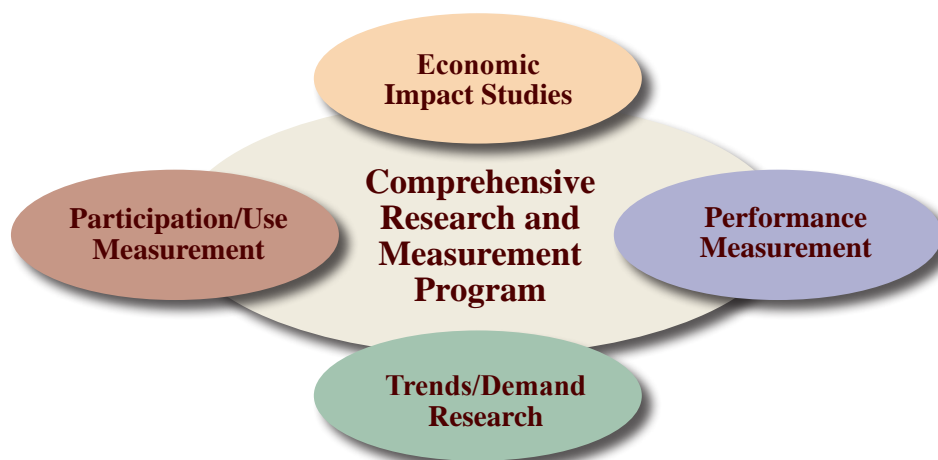 Economic
Impact Studies
Comprehensive
Research and
Measurement
Program
Participation/Use
Measurement
Performance
Measurement
Trends/Demand
Research